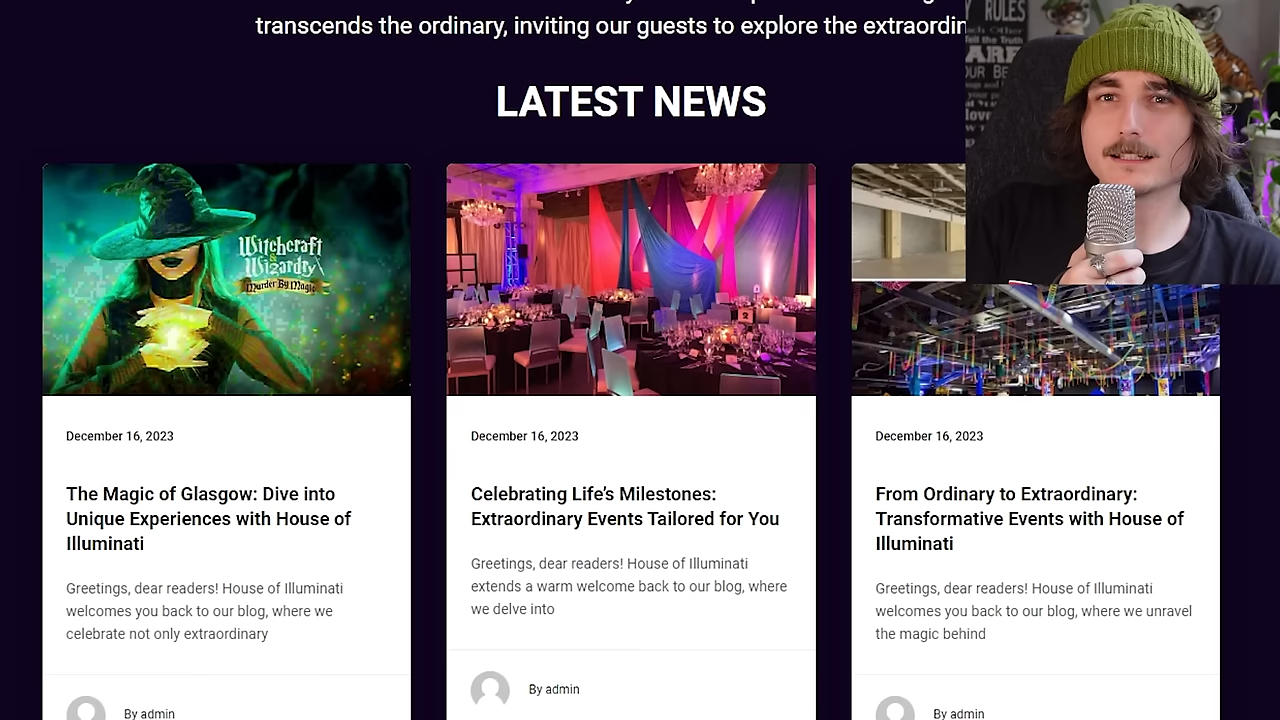 transcends the ordinary, inviting our guests to explore the extraordin
RULES
Tell the Truth
LATEST NEWS
Witchcraft
&
Wizardry
Murder By Magic
2
December 16, 2023
The Magic of Glasgow: Dive into
Unique Experiences with House of
Illuminati
Greetings, dear readers! House of Illuminati
welcomes you back to our blog, where we
celebrate not only extraordinary
By admin
December 16, 2023
Celebrating Life’s Milestones:
Extraordinary Events Tailored for You
Greetings, dear readers! House of Illuminati
extends a warm welcome back to our blog, where
we delve into
By admin
December 16, 2023
From Ordinary to Extraordinary:
Transformative Events with House of
Illuminati
Greetings, dear readers! House of Illuminati
welcomes you back to our blog, where we unravel
the magic behind
By admin